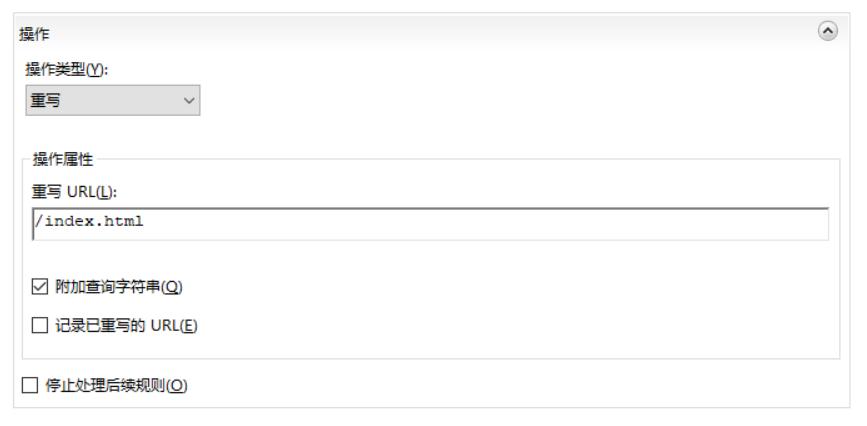 操作
操作类型(Y):
重写
操作属性
重写 URL(L):
/index.html
附加查询字符串(Q)
记录已重写的 URL(E)
停止处理后续规则(O)